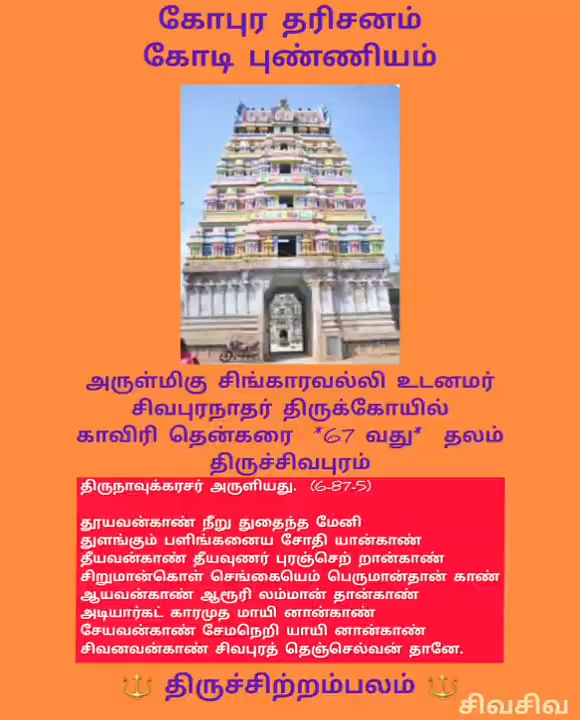 கோபுர தரிசனம்
கோடி புண்ணியம்
அருள்மிகு சிங்காரவல்லி உடனமர்
சிவபுரநாதர் திருக்கோயில்
காவிரி தென்கரை *67 வது* தலம்
திருச்சிவபுரம்
திருநாவுக்கரசர் அருளியது. (6-87-5)
தூயவன்காண் நீறு துதைந்த மேனி
துளங்கும் பளிங்கனைய சோதி யான்காண்
தீயவன்காண் தீயவுணர் புரஞ்செற் றான்காண்
சிறுமான்கொள் செங்கையெம் பெருமான்தான் காண்
ஆயவன்காண் ஆரூரி லம்மான் தான்காண்
அடியார்கட் காரமுத மாயி னான்காண்
சேயவன்காண் சேமநெறி யாயி னான்காண்
சிவனவன்காண் சிவபுரத் தெஞ்செல்வன் தானே.
🔱 திருச்சிற்றம்பலம் 🔱
சிவசிவ